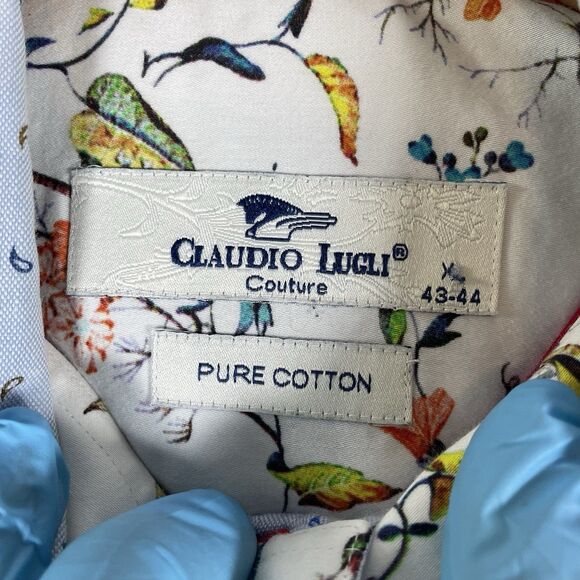 CLAUDIO LUGLI®
Couture
XL
43-44
PURE COTTON